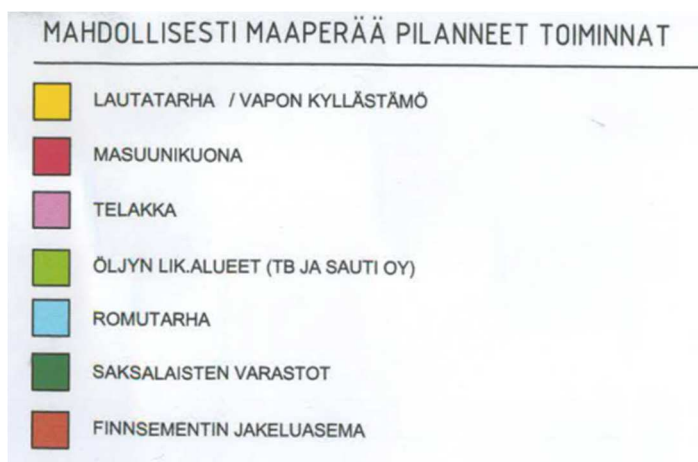 MAHDOLLISESTI MAAPERÄÄ PILANNEET TOIMINNAT
LAUTATARHA / VAPON KYLLÄSTÄMÖ
MASUUNIKUONA
TELAKKA
ÖLJYN LIK.ALUEET (TB JA SAUTI OY)
ROMUTARHA
SAKSALAISTEN VARASTOT
FINNSEMENTIN JAKELUASEMA